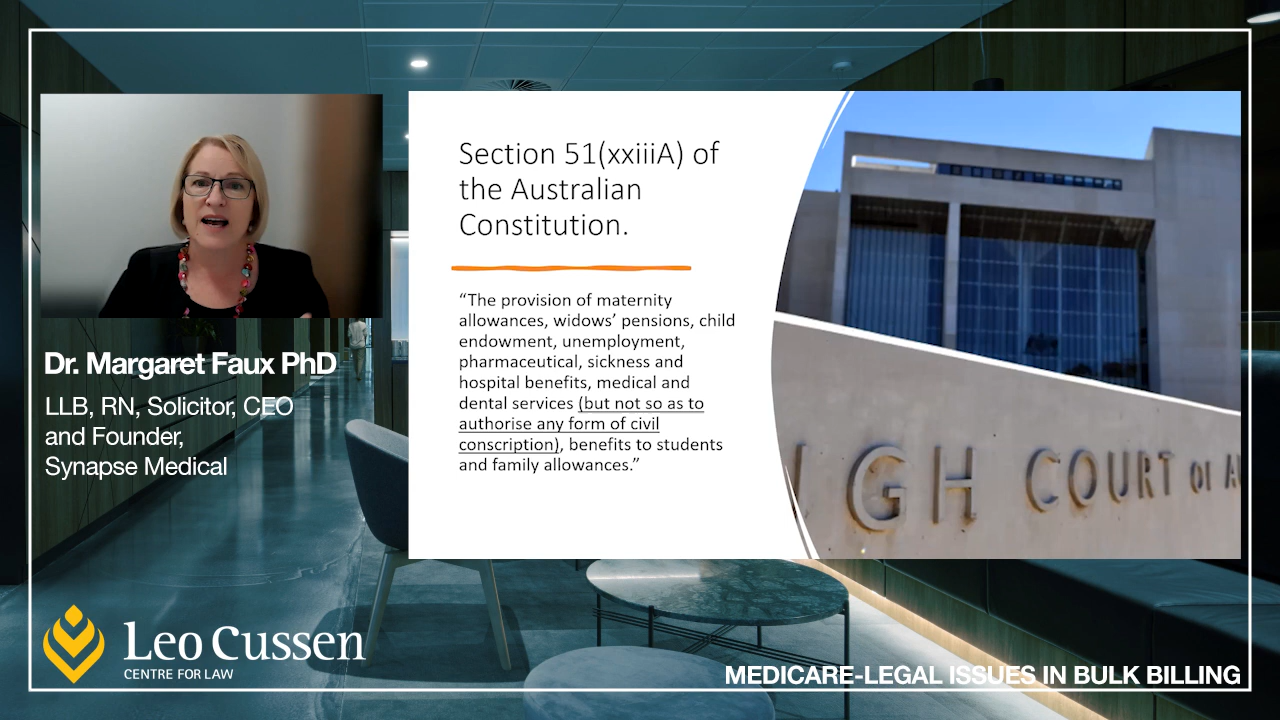 Section 51(xxiiiA) of
the Australian
Constitution.
“The provision of maternity
allowances, widows’ pensions, child
endowment, unemployment,
pharmaceutical, sickness and
hospital benefits, medical and
dental services (but not so as to
authorise any form of civil
conscription), benefits to students
and family allowances.”
GH COURT OF
Dr. Margaret Faux PhD
LLB, RN, Solicitor, CEO
and Founder,
Synapse Medical
Leo Cussen
CENTRE FOR LAW
MEDICARE-LEGAL ISSUES IN BULK BILLING